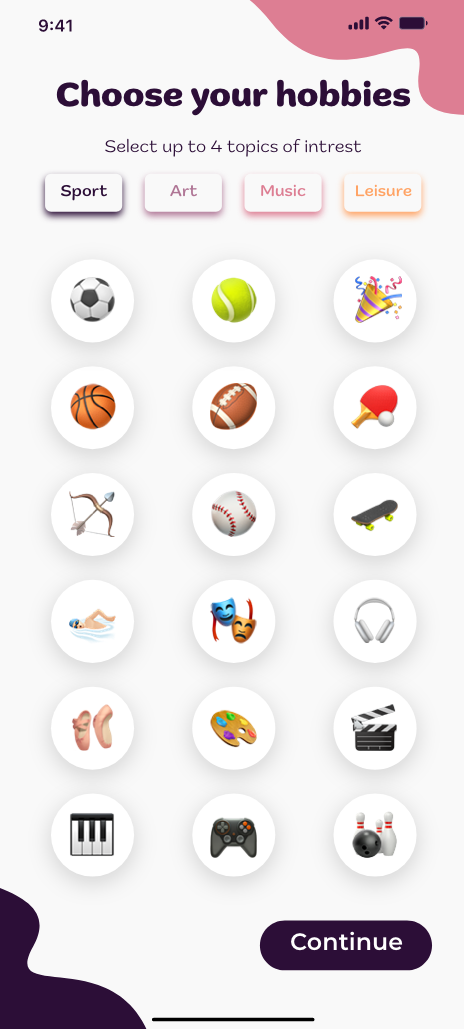 9:41
Choose your hobbies
Select up to 4 topics of intrest
Sport Art Music Leisure
Continue